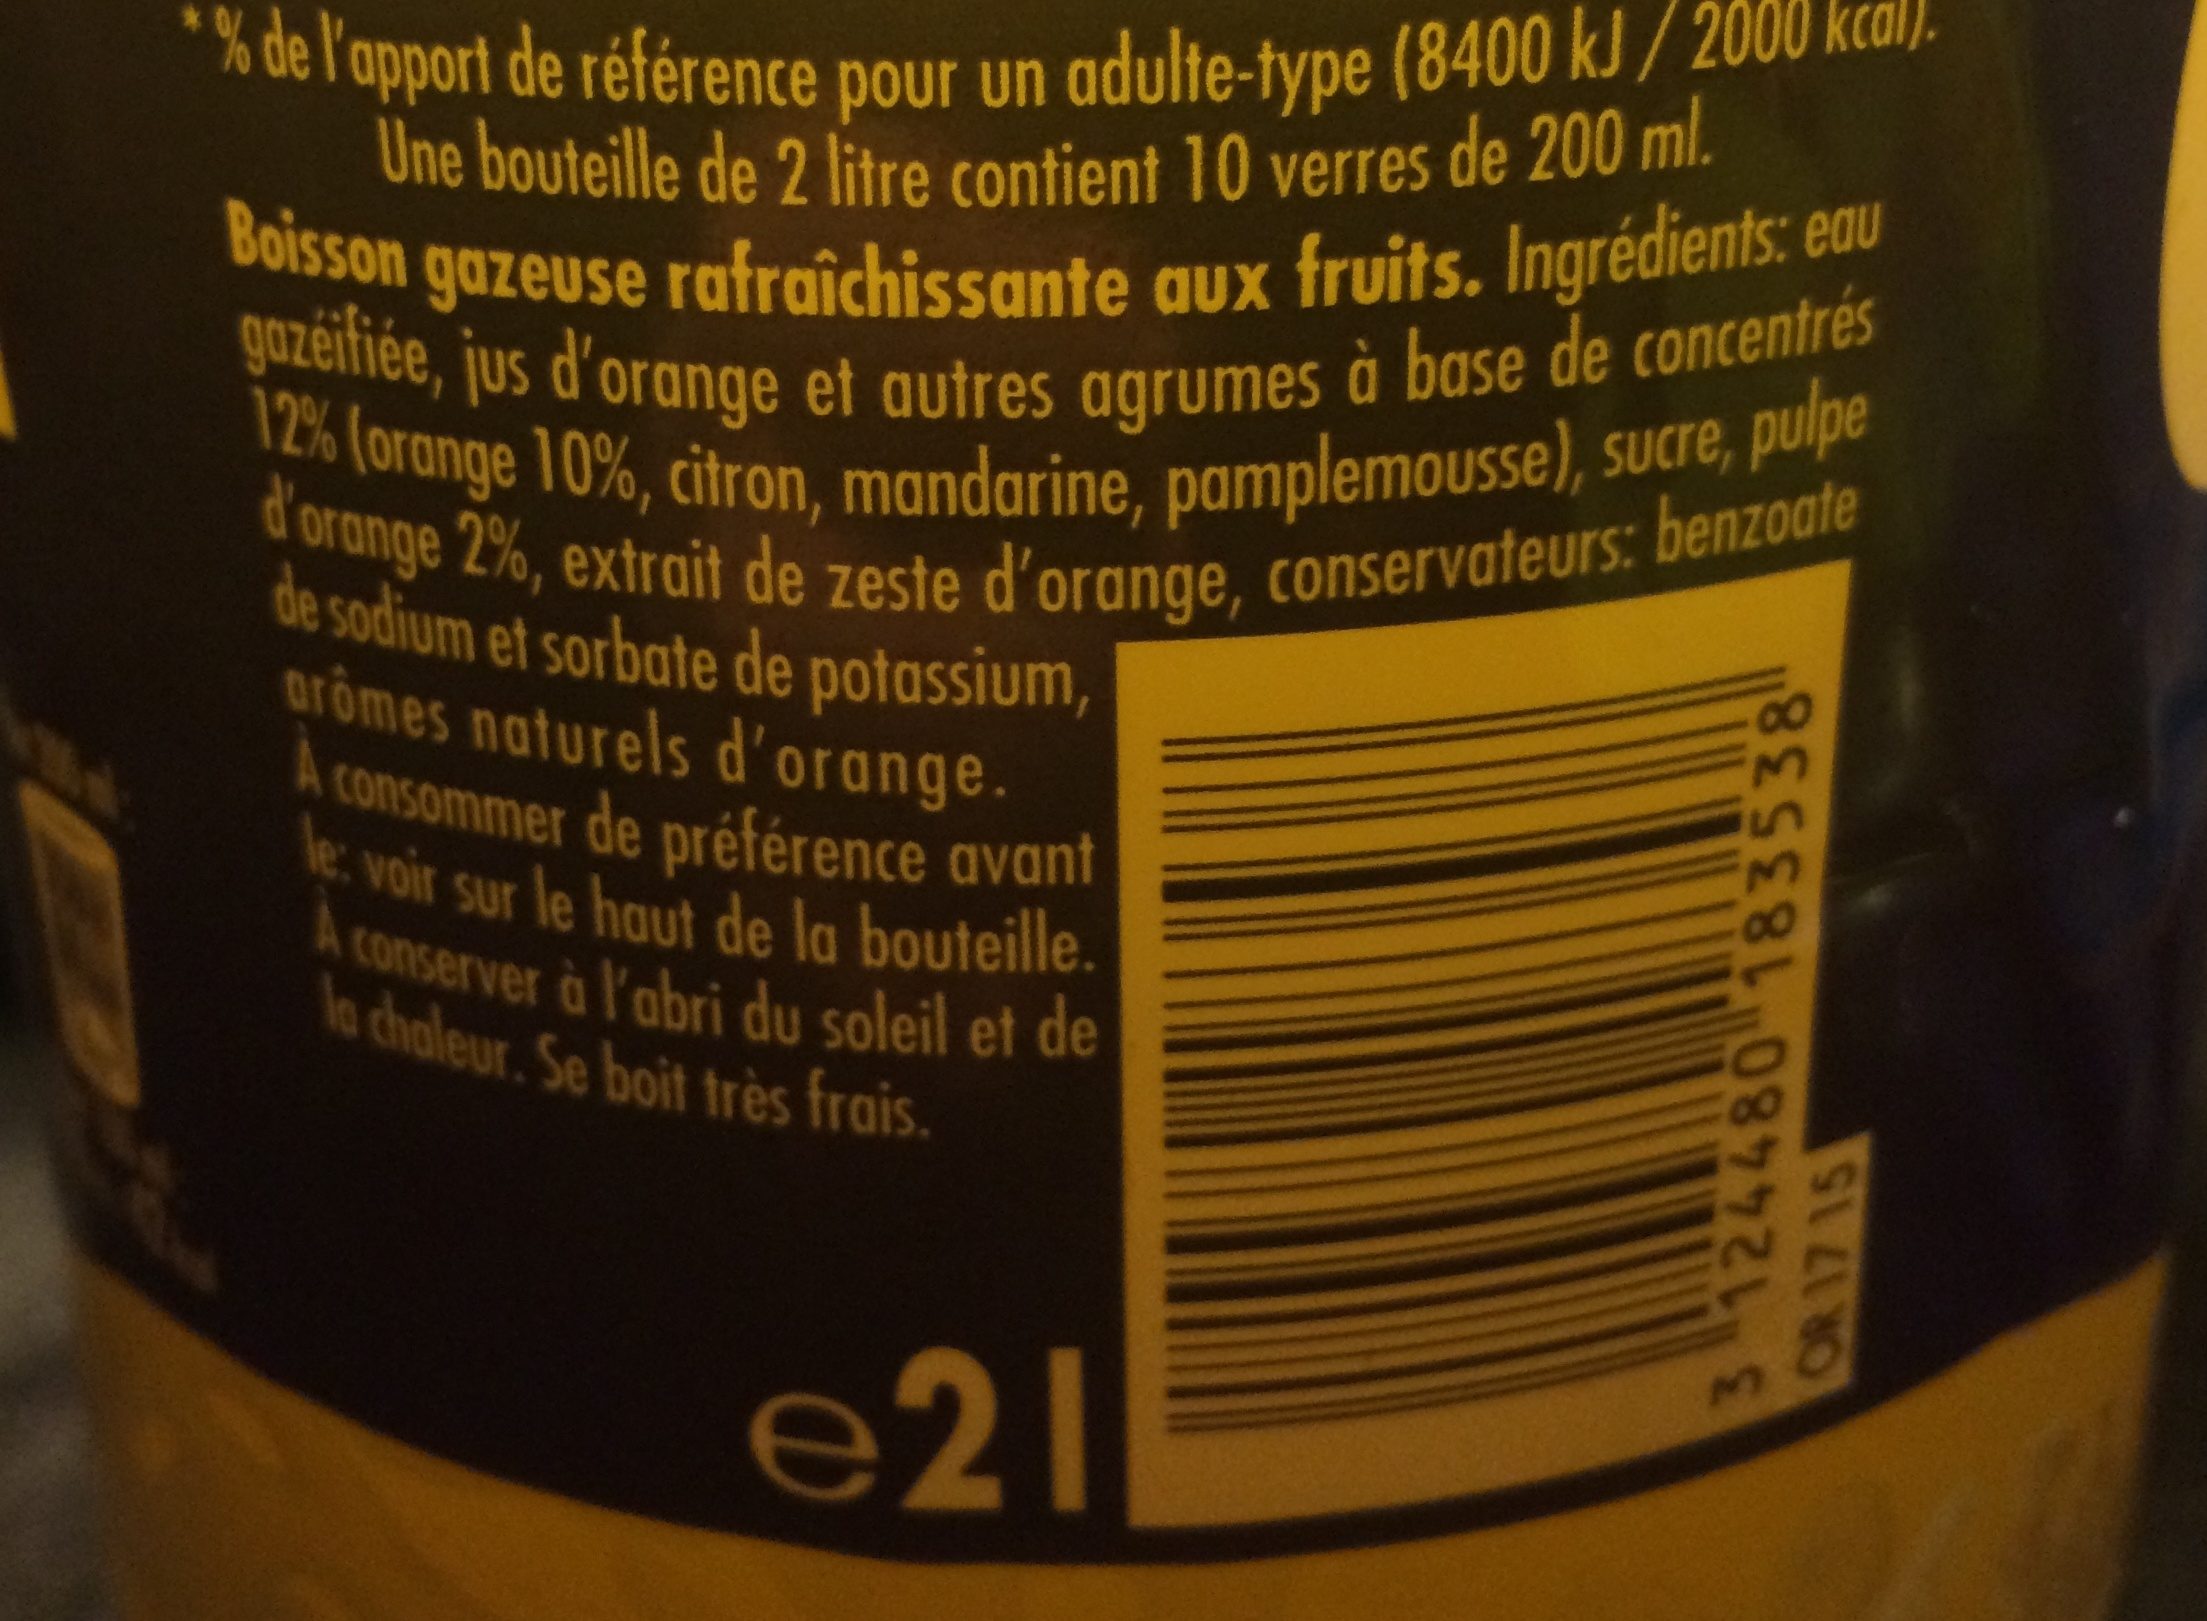 *% de l'apport de référence pour un adulte-type (8400 kJ / 2000 kcal).
Une bouteille de 2 litre contient 10 verres de 200 ml.
Boisson gazeuse rafraîchissante aux fruits. Ingrédients: eau
gazéifiée, jus d'orange et autres agrumes à base de concentrés
12% (orange 10%, citron, mandarine, pamplemousse), sucre, pulpe
d'orange 2%, extrait de zeste d'orange, conservateurs: benzoate
de sodium et sorbate de potassium,
arômes naturels d'orange.
À consommer de préférence avant
le: voir sur le haut de la bouteille.
À conserver à l'abri du soleil et de
la chaleur. Se boit très frais.
e 2 l
3 124480 183538
OR 17 15